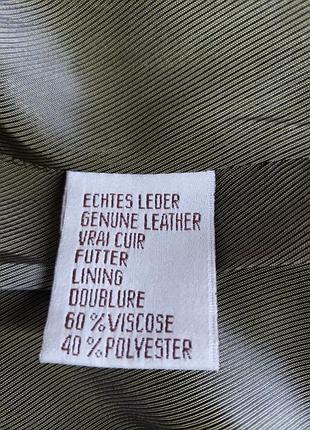 ECHTES LEDER
GENUNE LEATHER
VRAI CUIR
FUTTER
LINING
DOUBLURE
60 %VISCOSE
40 %POLYESTER